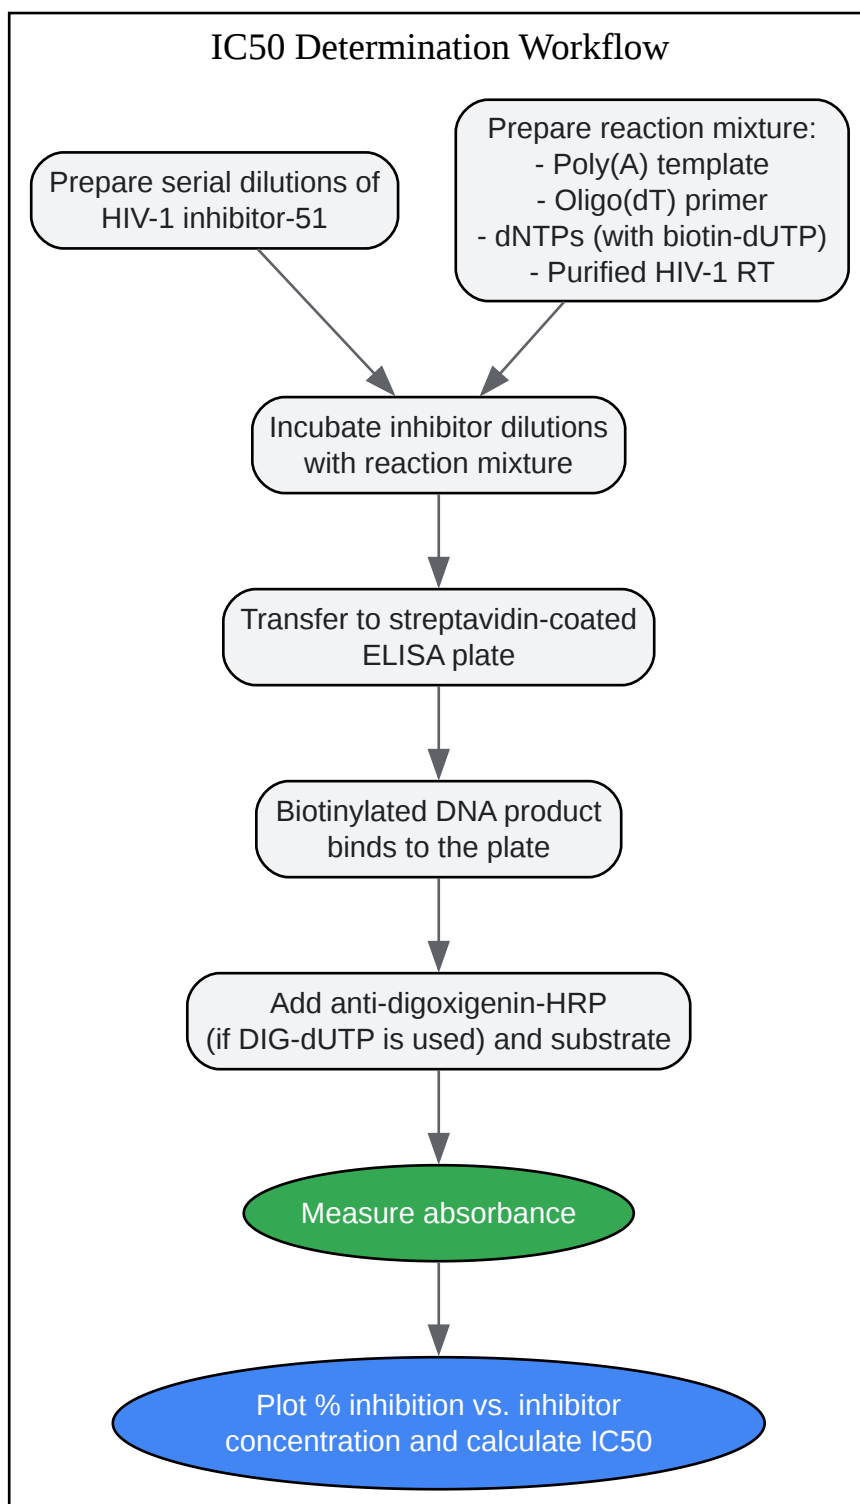 IC50 Determination Workflow
Prepare serial dilutions of
HIV-1 inhibitor-51
Prepare reaction mixture:
- Poly(A) template
- Oligo(dT) primer
- dNTPs (with biotin-dUTP)
- Purified HIV-1 RT
Incubate inhibitor dilutions
with reaction mixture
Transfer to streptavidin-coated
ELISA plate
Biotinylated DNA product
binds to the plate
Add anti-digoxigenin-HRP
(if DIG-dUTP is used) and substrate
Measure absorbance
Plot % inhibition vs. inhibitor
concentration and calculate IC50